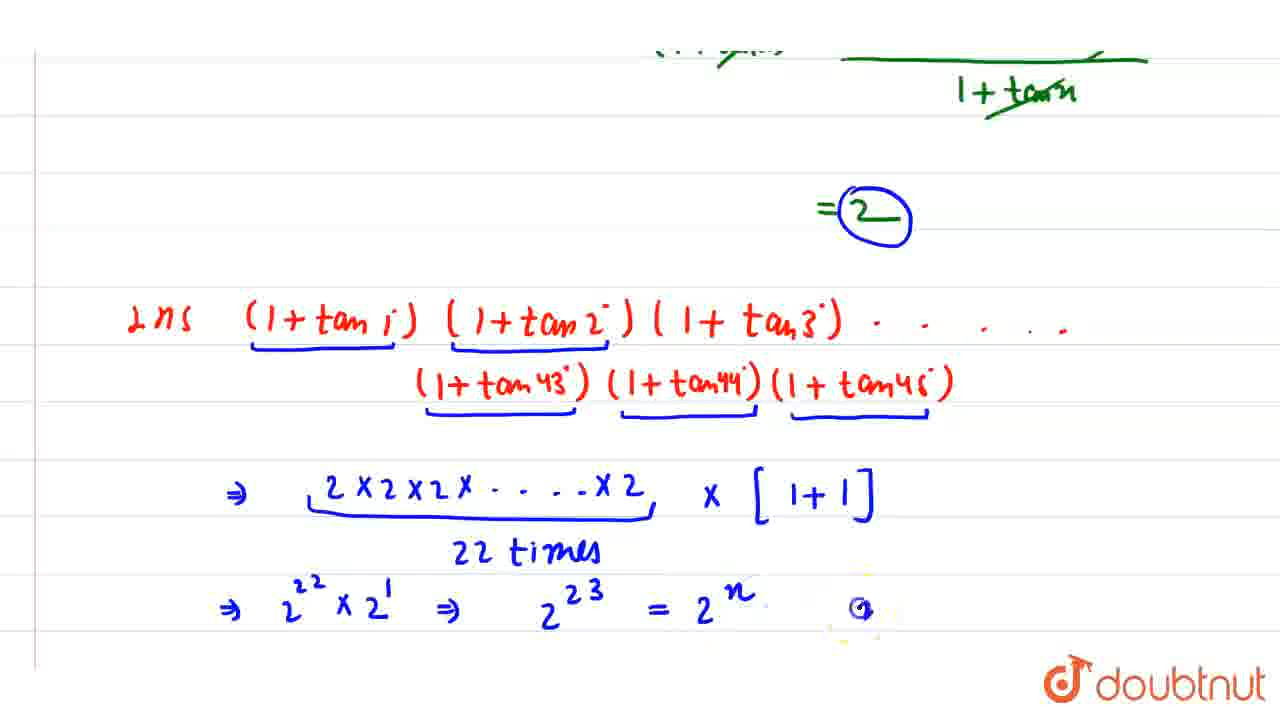 1 + tan x
= 2
LHS (1 + tan 1°) (1 + tan 2°) (1 + tan 3°) . . . . .
(1 + tan 43°) (1 + tan 44°) (1 + tan 45°)
⇒ 2 × 2 × 2 × . . . . . × 2 × [1 + 1]
22 times
⇒ 2^22 × 2^1 ⇒ 2^23 = 2^n
doubtnut